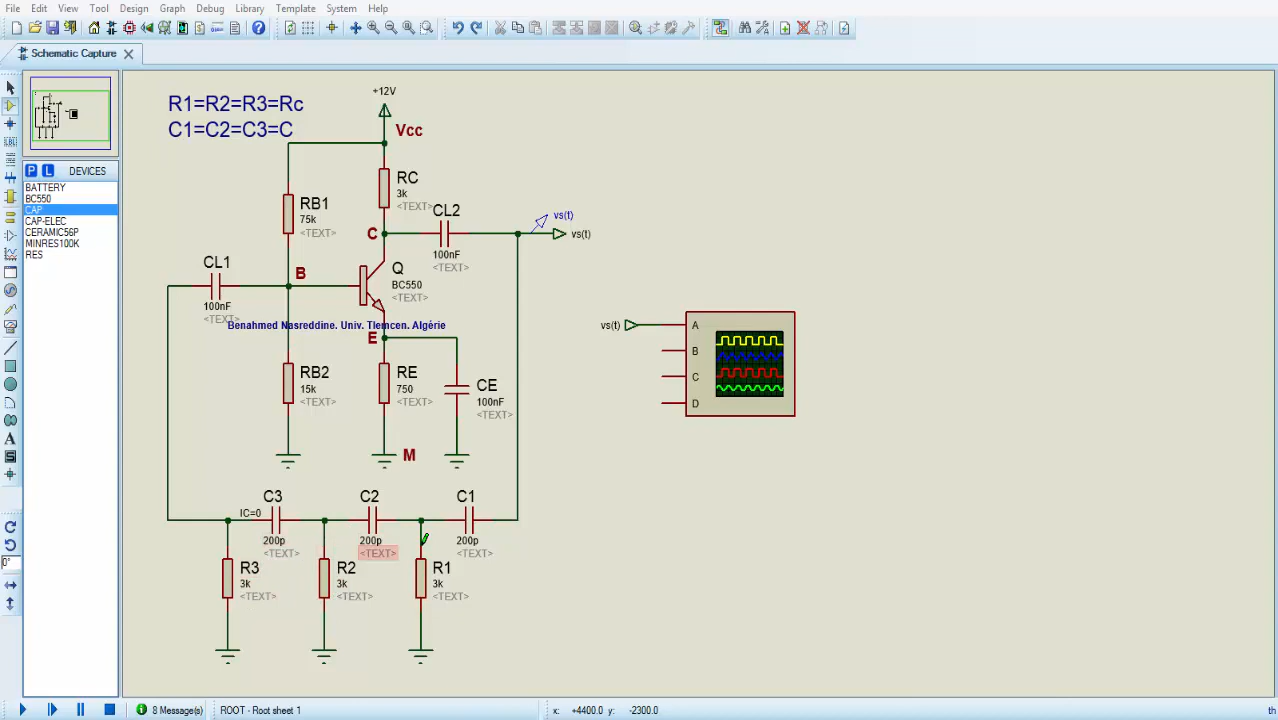 File Edit View Tool Design Graph Debug Library Template System Help
Schematic Capture
P L DEVICES
BATTERY
BC550
CAP
CAP-ELEC
CERAMIC56P
MINRES100K
RES
0°
R1=R2=R3=Rc
C1=C2=C3=C
+12V
Vcc
RC
3k
<TEXT>
RB1
75k
<TEXT>
CL2
100nF
<TEXT>
vs(t)
vs(t)
C
CL1
100nF
<TEXT>
B
Q
BC550
<TEXT>
Benahmed Nasreddine. Univ. Tlemcen. Algérie
E
RB2
15k
<TEXT>
RE
750
<TEXT>
CE
100nF
<TEXT>
M
vs(t)
A
B
C
D
C3
IC=0
200p
<TEXT>
C2
200p
<TEXT>
C1
200p
<TEXT>
R3
3k
<TEXT>
R2
3k
<TEXT>
R1
3k
<TEXT>
8 Message(s) ROOT - Root sheet 1 x: +4400.0 y: -2300.0 th